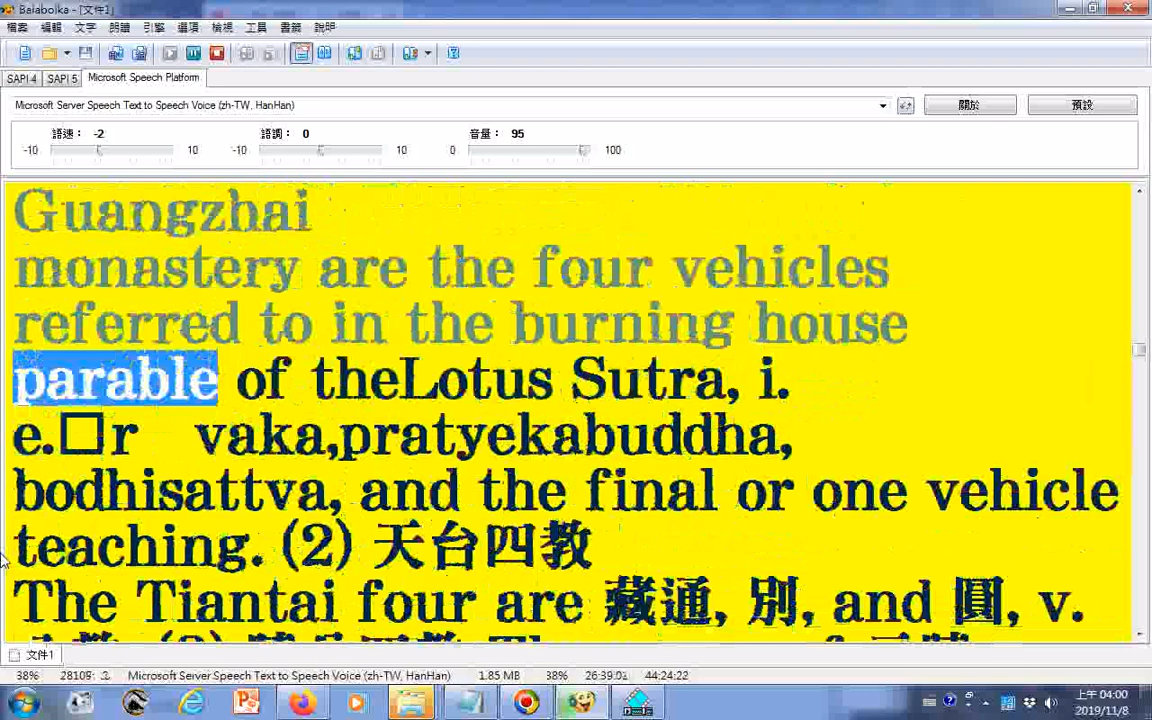 Balabolka - [文件1]
檔案 編輯 文字 朗讀 引擎 選項 檢視 工具 書籤 說明
SAPI 4 SAPI 5 Microsoft Speech Platform
Microsoft Server Speech Text to Speech Voice (zh-TW, HanHan) 關於 預設
語速： -2 語調： 0 音量： 95
-10 10 -10 10 0 100
Guangzhai
monastery are the four vehicles
referred to in the burning house
parable of theLotus Sutra, i.
e.□r vaka,pratyekabuddha,
bodhisattva, and the final or one vehicle
teaching. (2) 天台四教
The Tiantai four are 藏通, 別, and 圓, v.
文件1
38% Microsoft Server Speech Text to Speech Voice (zh-TW, HanHan) 1.85 MB 38% 26:39:01 44:24:22
上午 04:00
2019/11/8